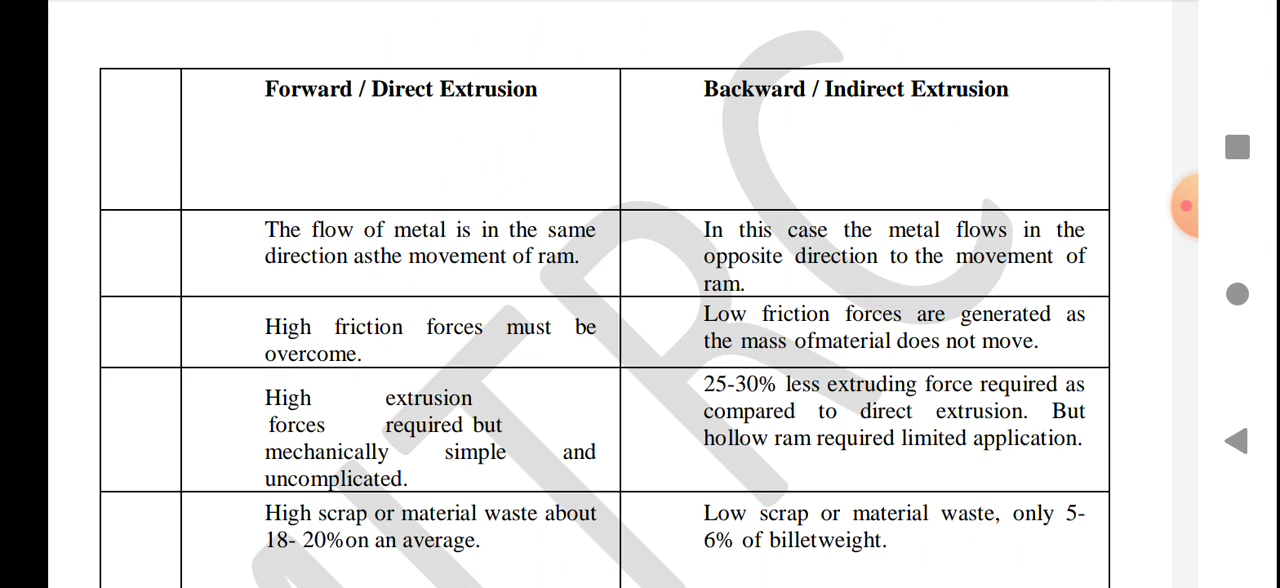 Forward / Direct Extrusion
Backward / Indirect Extrusion
The flow of metal is in the same
direction asthe movement of ram.
In this case the metal flows in the
opposite direction to the movement of
ram.
High friction forces must be
overcome.
Low friction forces are generated as
the mass ofmaterial does not move.
High extrusion
forces required but
mechanically simple and
uncomplicated.
25-30% less extruding force required as
compared to direct extrusion. But
hollow ram required limited application.
High scrap or material waste about
18- 20%on an average.
Low scrap or material waste, only 5-
6% of billetweight.